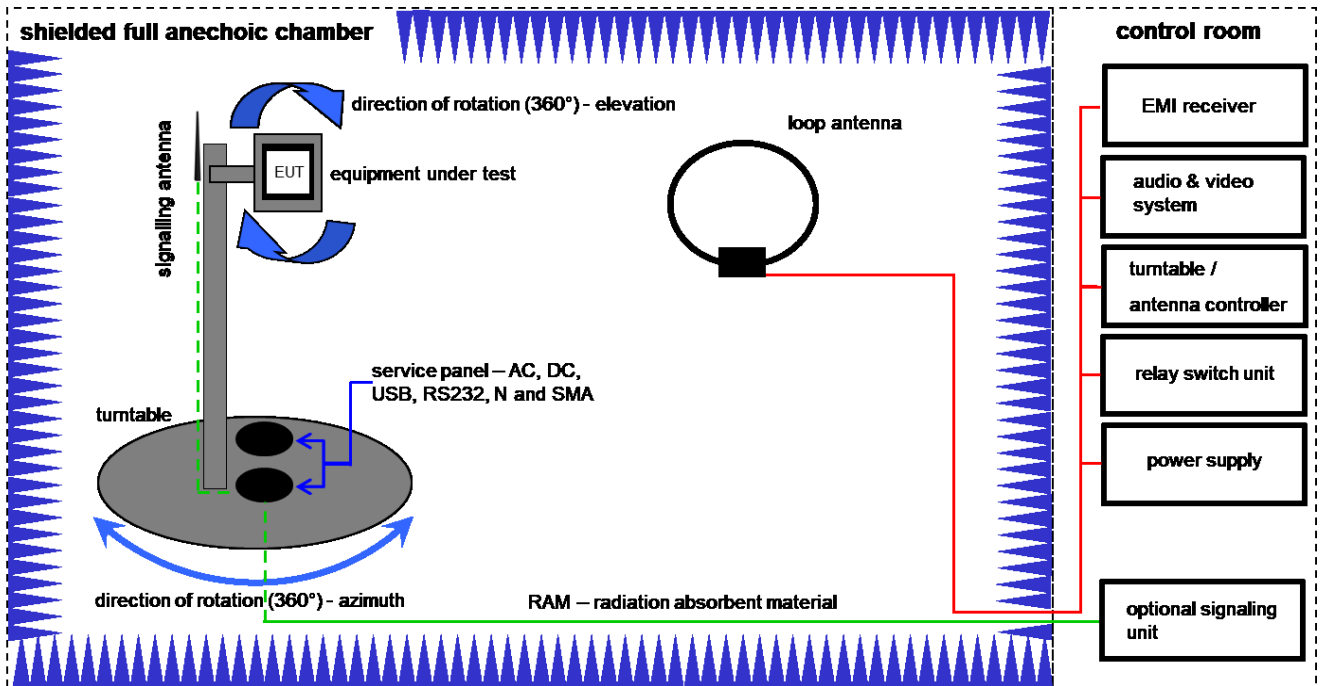 shielded full anechoic chamber
control room
direction of rotation (360°) - elevation
signalling antenna
EUT
equipment under test
loop antenna
service panel – AC, DC,
USB, RS232, N and SMA
turntable
direction of rotation (360°) - azimuth
RAM – radiation absorbent material
EMI receiver
audio & video
system
turntable /
antenna controller
relay switch unit
power supply
optional signaling
unit